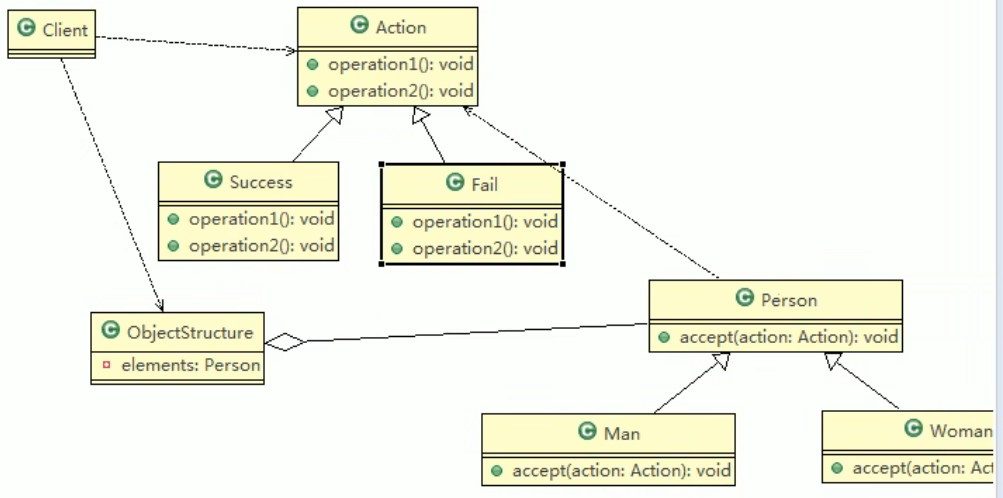 Client
Action
operation1(): void
operation2(): void
Success
operation1(): void
operation2(): void
Fail
operation1(): void
operation2(): void
ObjectStructure
elements: Person
Person
accept(action: Action): void
Man
accept(action: Action): void
Woman
accept(action: Act